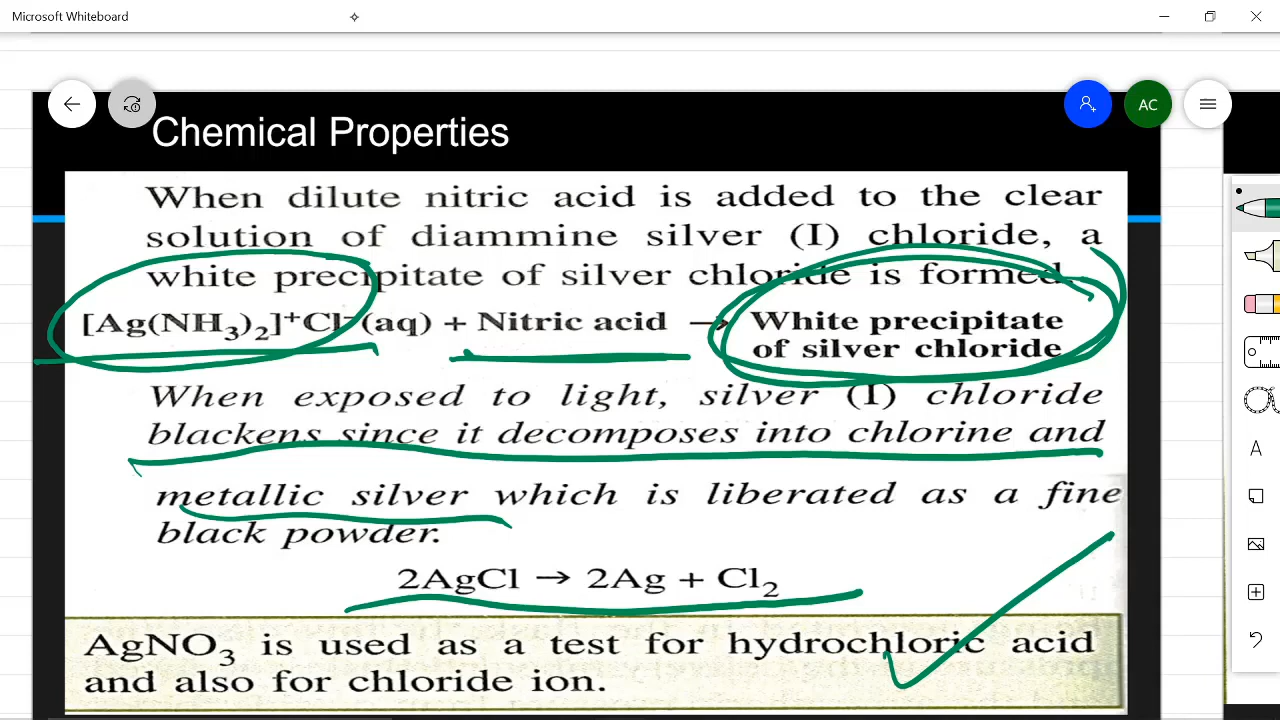 Microsoft Whiteboard
AC
Chemical Properties
When dilute nitric acid is added to the clear
solution of diammine silver (I) chloride, a
white precipitate of silver chloride is formed.
[Ag(NH₃)₂]⁺Cl⁻(aq) + Nitric acid → White precipitate
of silver chloride
When exposed to light, silver (I) chloride
blackens since it decomposes into chlorine and
metallic silver which is liberated as a fine
black powder.
2AgCl → 2Ag + Cl₂
AgNO₃ is used as a test for hydrochloric acid
and also for chloride ion.